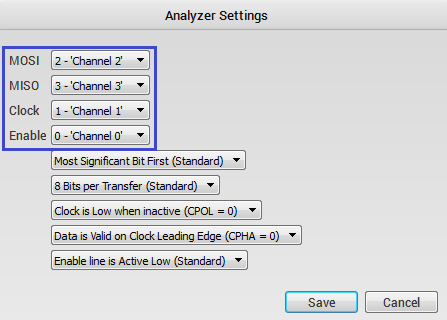 Analyzer Settings
MOSI 2 - 'Channel 2'
MISO 3 - 'Channel 3'
Clock 1 - 'Channel 1'
Enable 0 - 'Channel 0'
Most Significant Bit First (Standard)
8 Bits per Transfer (Standard)
Clock is Low when inactive (CPOL = 0)
Data is Valid on Clock Leading Edge (CPHA = 0)
Enable line is Active Low (Standard)
Save Cancel